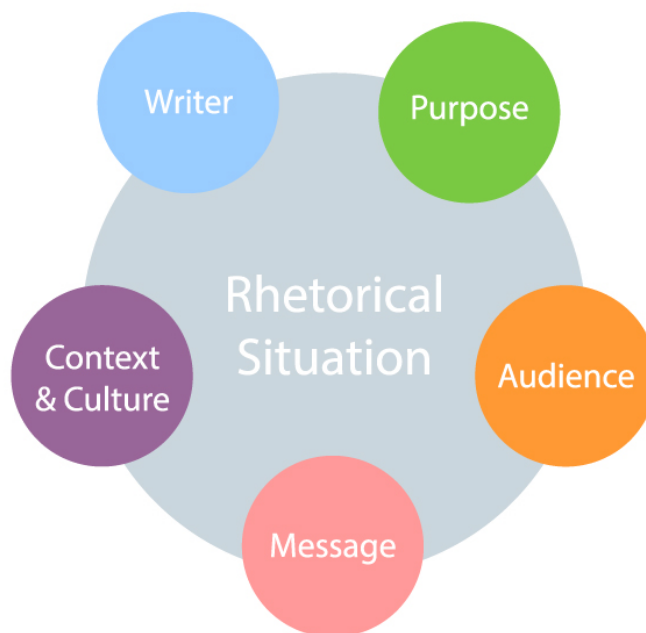 Writer
Purpose
Rhetorical
Situation
Context
& Culture
Audience
Message